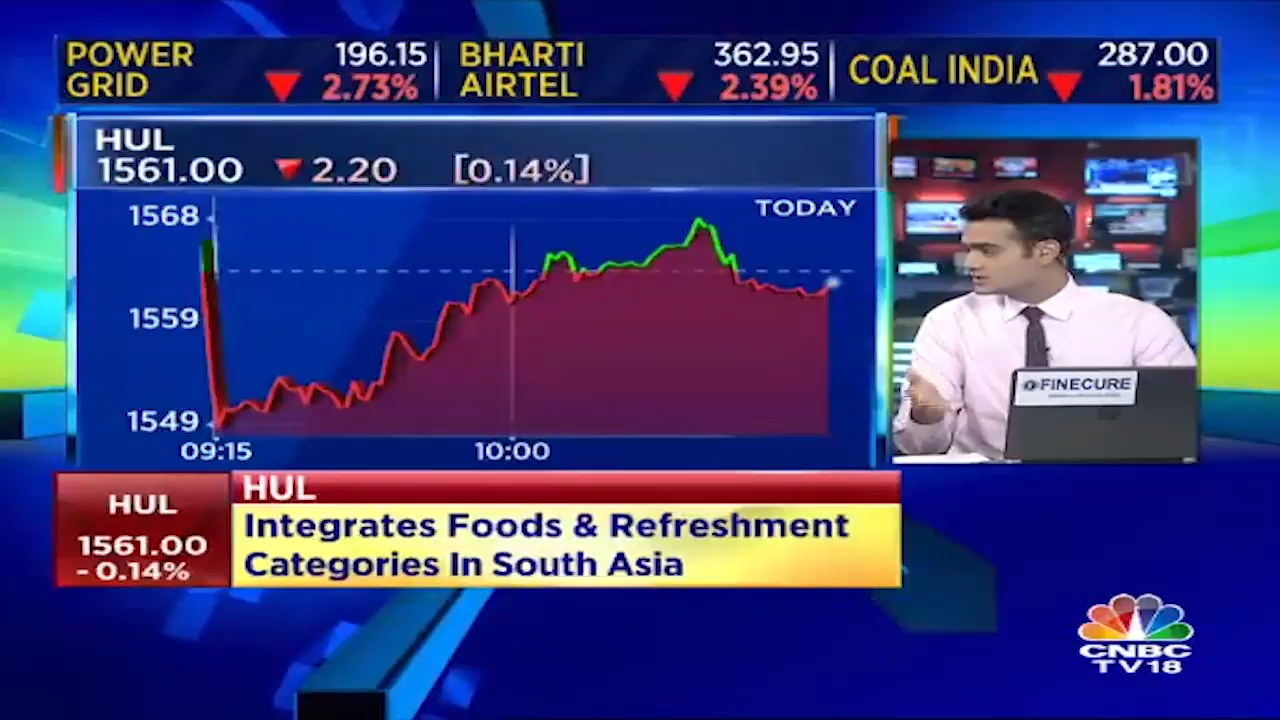 POWER GRID 196.15 2.73%
BHARTI AIRTEL 362.95 2.39%
COAL INDIA 287.00 1.81%
HUL
1561.00 2.20 [0.14%]
TODAY
1568
1559
1549
09:15 10:00
FINECURE
HUL
1561.00
- 0.14%
HUL
Integrates Foods & Refreshment
Categories In South Asia
CNBC
TV18